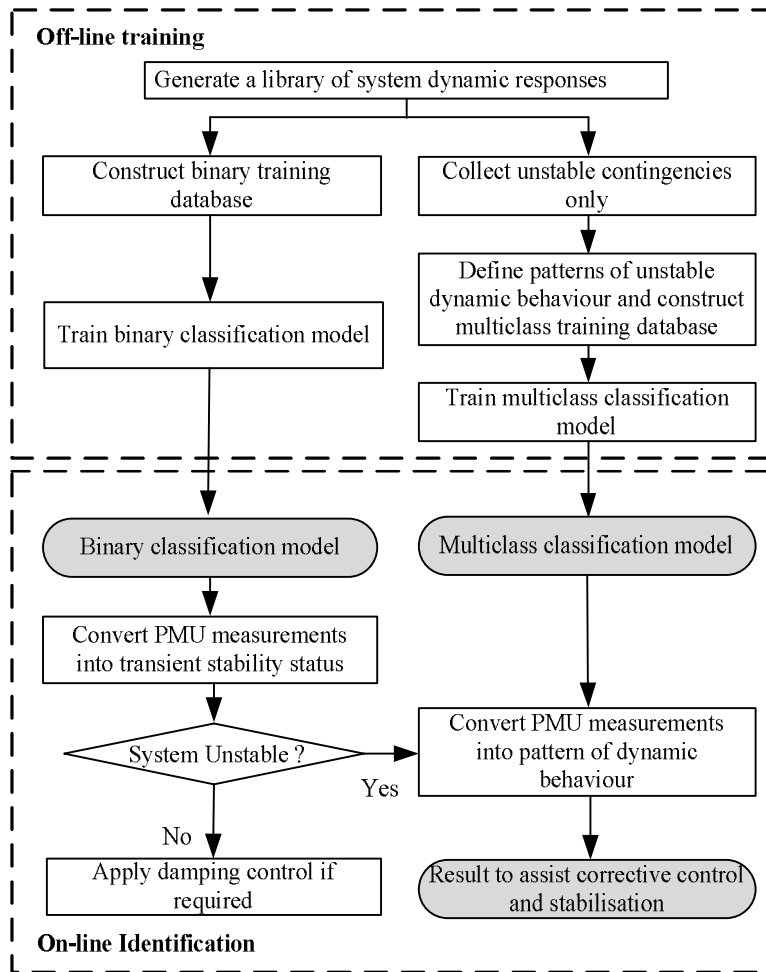 Off-line training
Generate a library of system dynamic responses
Construct binary training
database
Collect unstable contingencies
only
Define patterns of unstable
dynamic behaviour and construct
multiclass training database
Train binary classification model
Train multiclass classification
model
Binary classification model
Multiclass classification model
Convert PMU measurements
into transient stability status
System Unstable ?
Yes
No
Convert PMU measurements
into pattern of dynamic
behaviour
Apply damping control if
required
Result to assist corrective control
and stabilisation
On-line Identification